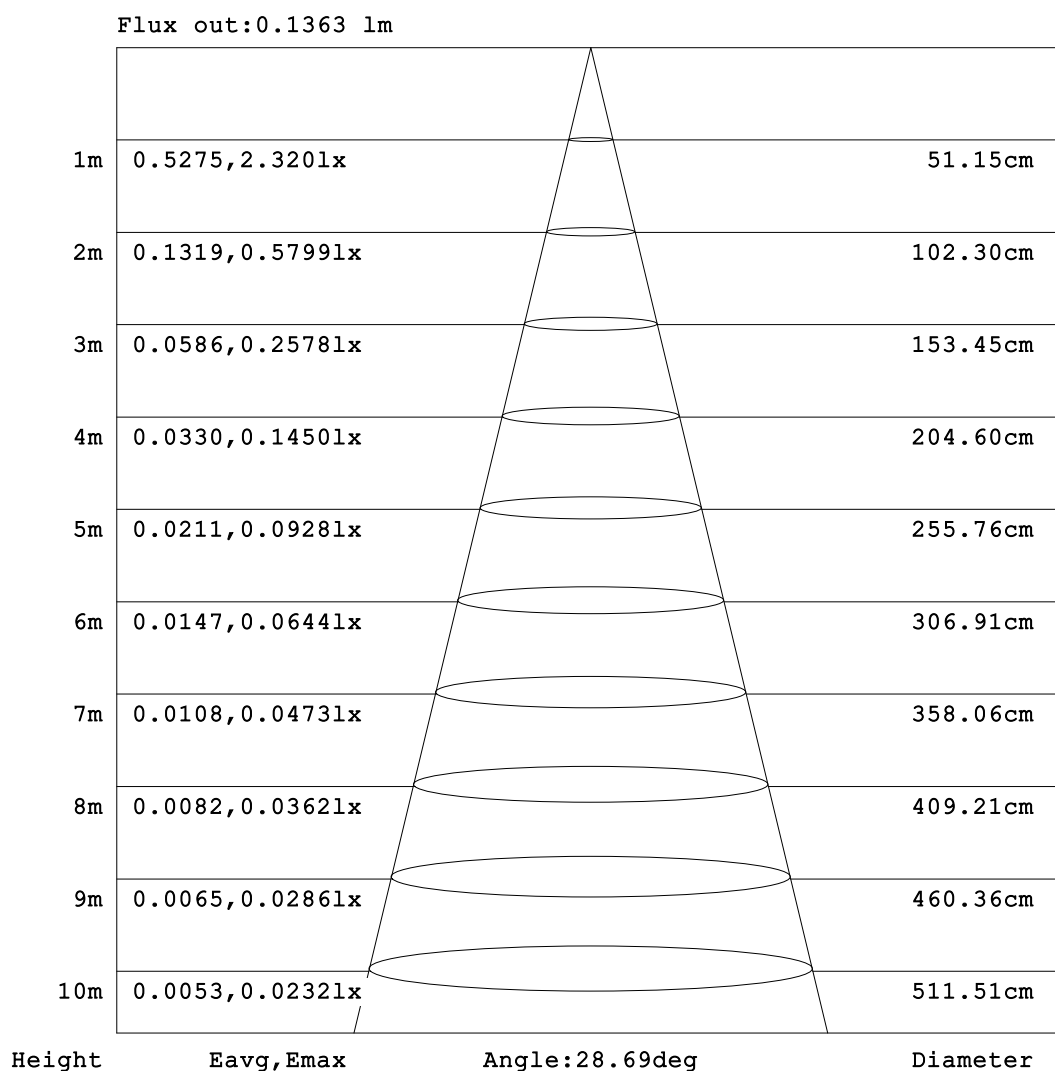 Flux out:0.1363 lm
1m 0.5275,2.320lx 51.15cm
2m 0.1319,0.5799lx 102.30cm
3m 0.0586,0.2578lx 153.45cm
4m 0.0330,0.1450lx 204.60cm
5m 0.0211,0.0928lx 255.76cm
6m 0.0147,0.0644lx 306.91cm
7m 0.0108,0.0473lx 358.06cm
8m 0.0082,0.0362lx 409.21cm
9m 0.0065,0.0286lx 460.36cm
10m 0.0053,0.0232lx 511.51cm
Height Eavg,Emax Angle:28.69deg Diameter